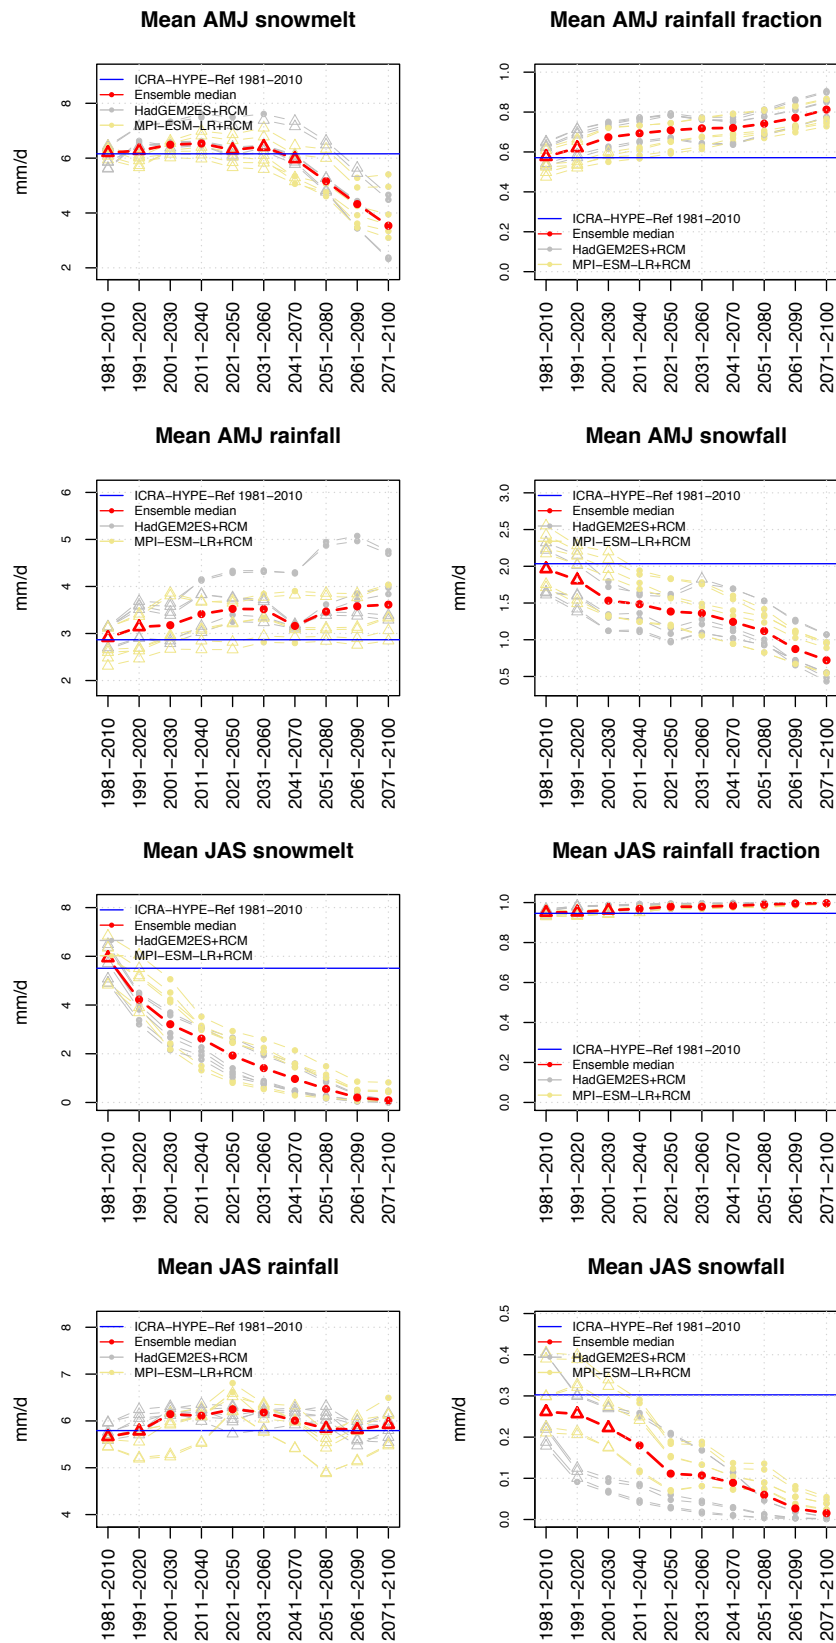 Mean AMJ snowmelt
mm/d
8
6
4
2
ICRA−HYPE−Ref 1981−2010
Ensemble median
HadGEM2ES+RCM
MPI−ESM−LR+RCM
1981−2010
1991−2020
2001−2030
2011−2040
2021−2050
2031−2060
2041−2070
2051−2080
2061−2090
2071−2100
Mean AMJ rainfall fraction
1.0
0.8
0.6
0.4
0.2
0.0
ICRA−HYPE−Ref 1981−2010
Ensemble median
HadGEM2ES+RCM
MPI−ESM−LR+RCM
1981−2010
1991−2020
2001−2030
2011−2040
2021−2050
2031−2060
2041−2070
2051−2080
2061−2090
2071−2100
Mean AMJ rainfall
mm/d
6
5
4
3
2
ICRA−HYPE−Ref 1981−2010
Ensemble median
HadGEM2ES+RCM
MPI−ESM−LR+RCM
1981−2010
1991−2020
2001−2030
2011−2040
2021−2050
2031−2060
2041−2070
2051−2080
2061−2090
2071−2100
Mean AMJ snowfall
mm/d
3.0
2.5
2.0
1.5
1.0
0.5
ICRA−HYPE−Ref 1981−2010
Ensemble median
HadGEM2ES+RCM
MPI−ESM−LR+RCM
1981−2010
1991−2020
2001−2030
2011−2040
2021−2050
2031−2060
2041−2070
2051−2080
2061−2090
2071−2100
Mean JAS snowmelt
mm/d
8
6
4
2
0
ICRA−HYPE−Ref 1981−2010
Ensemble median
HadGEM2ES+RCM
MPI−ESM−LR+RCM
1981−2010
1991−2020
2001−2030
2011−2040
2021−2050
2031−2060
2041−2070
2051−2080
2061−2090
2071−2100
Mean JAS rainfall fraction
1.0
0.8
0.6
0.4
0.2
0.0
ICRA−HYPE−Ref 1981−2010
Ensemble median
HadGEM2ES+RCM
MPI−ESM−LR+RCM
1981−2010
1991−2020
2001−2030
2011−2040
2021−2050
2031−2060
2041−2070
2051−2080
2061−2090
2071−2100
Mean JAS rainfall
mm/d
8
7
6
5
4
ICRA−HYPE−Ref 1981−2010
Ensemble median
HadGEM2ES+RCM
MPI−ESM−LR+RCM
1981−2010
1991−2020
2001−2030
2011−2040
2021−2050
2031−2060
2041−2070
2051−2080
2061−2090
2071−2100
Mean JAS snowfall
mm/d
0.5
0.4
0.3
0.2
0.1
0.0
ICRA−HYPE−Ref 1981−2010
Ensemble median
HadGEM2ES+RCM
MPI−ESM−LR+RCM
1981−2010
1991−2020
2001−2030
2011−2040
2021−2050
2031−2060
2041−2070
2051−2080
2061−2090
2071−2100